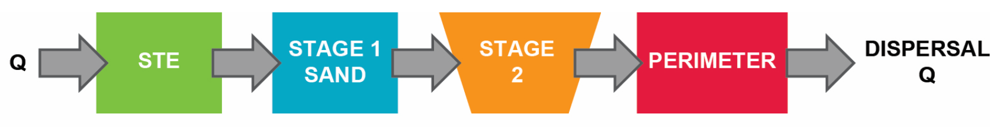 Q
STE
STAGE 1
SAND
STAGE
2
PERIMETER
DISPERSAL
Q